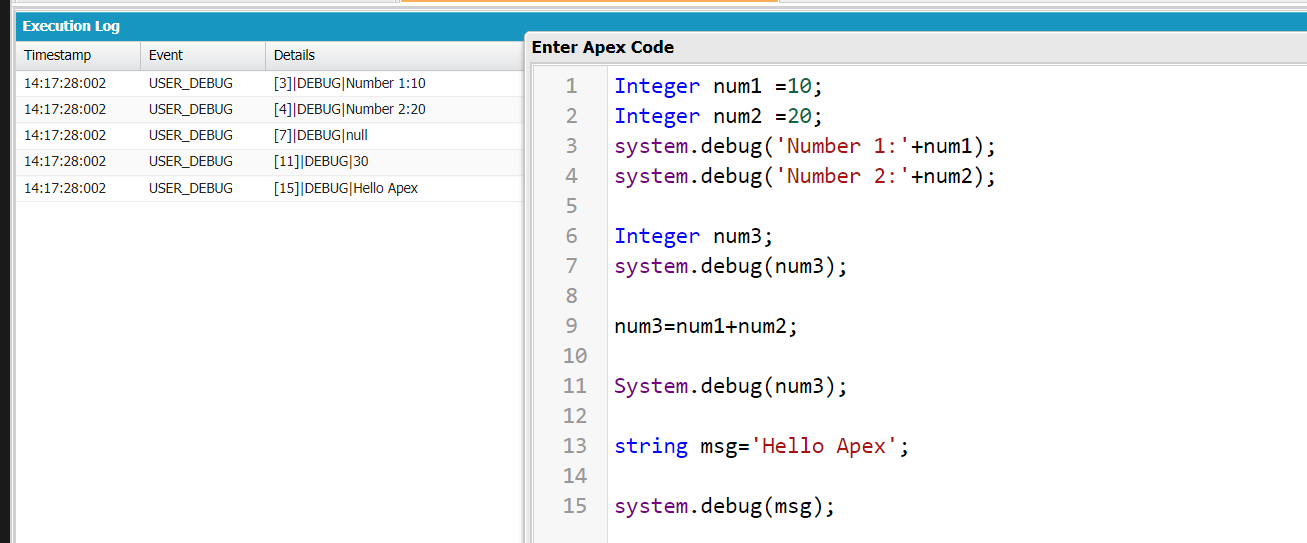 Execution Log
Timestamp Event Details
14:17:28:002 USER_DEBUG [3]|DEBUG|Number 1:10
14:17:28:002 USER_DEBUG [4]|DEBUG|Number 2:20
14:17:28:002 USER_DEBUG [7]|DEBUG|null
14:17:28:002 USER_DEBUG [11]|DEBUG|30
14:17:28:002 USER_DEBUG [15]|DEBUG|Hello Apex
Enter Apex Code
1 Integer num1 =10;
2 Integer num2 =20;
3 system.debug('Number 1:'+num1);
4 system.debug('Number 2:'+num2);
5
6 Integer num3;
7 system.debug(num3);
8
9 num3=num1+num2;
10
11 System.debug(num3);
12
13 string msg='Hello Apex';
14
15 system.debug(msg);